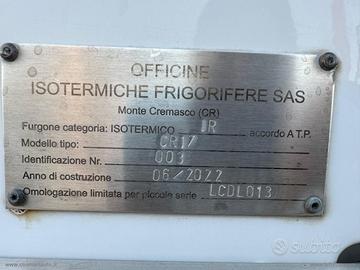 OFFICINE
ISOTERMICHE FRIGORIFERE SAS
Monte Cremasco (CR)
Furgone categoria: ISOTERMICO IR accordo A.T.P.
Modello tipo: CR17
Identificazione Nr. 003
Anno di costruzione 06/2022
Omologazione limitata per piccole serie LCDL013
subito